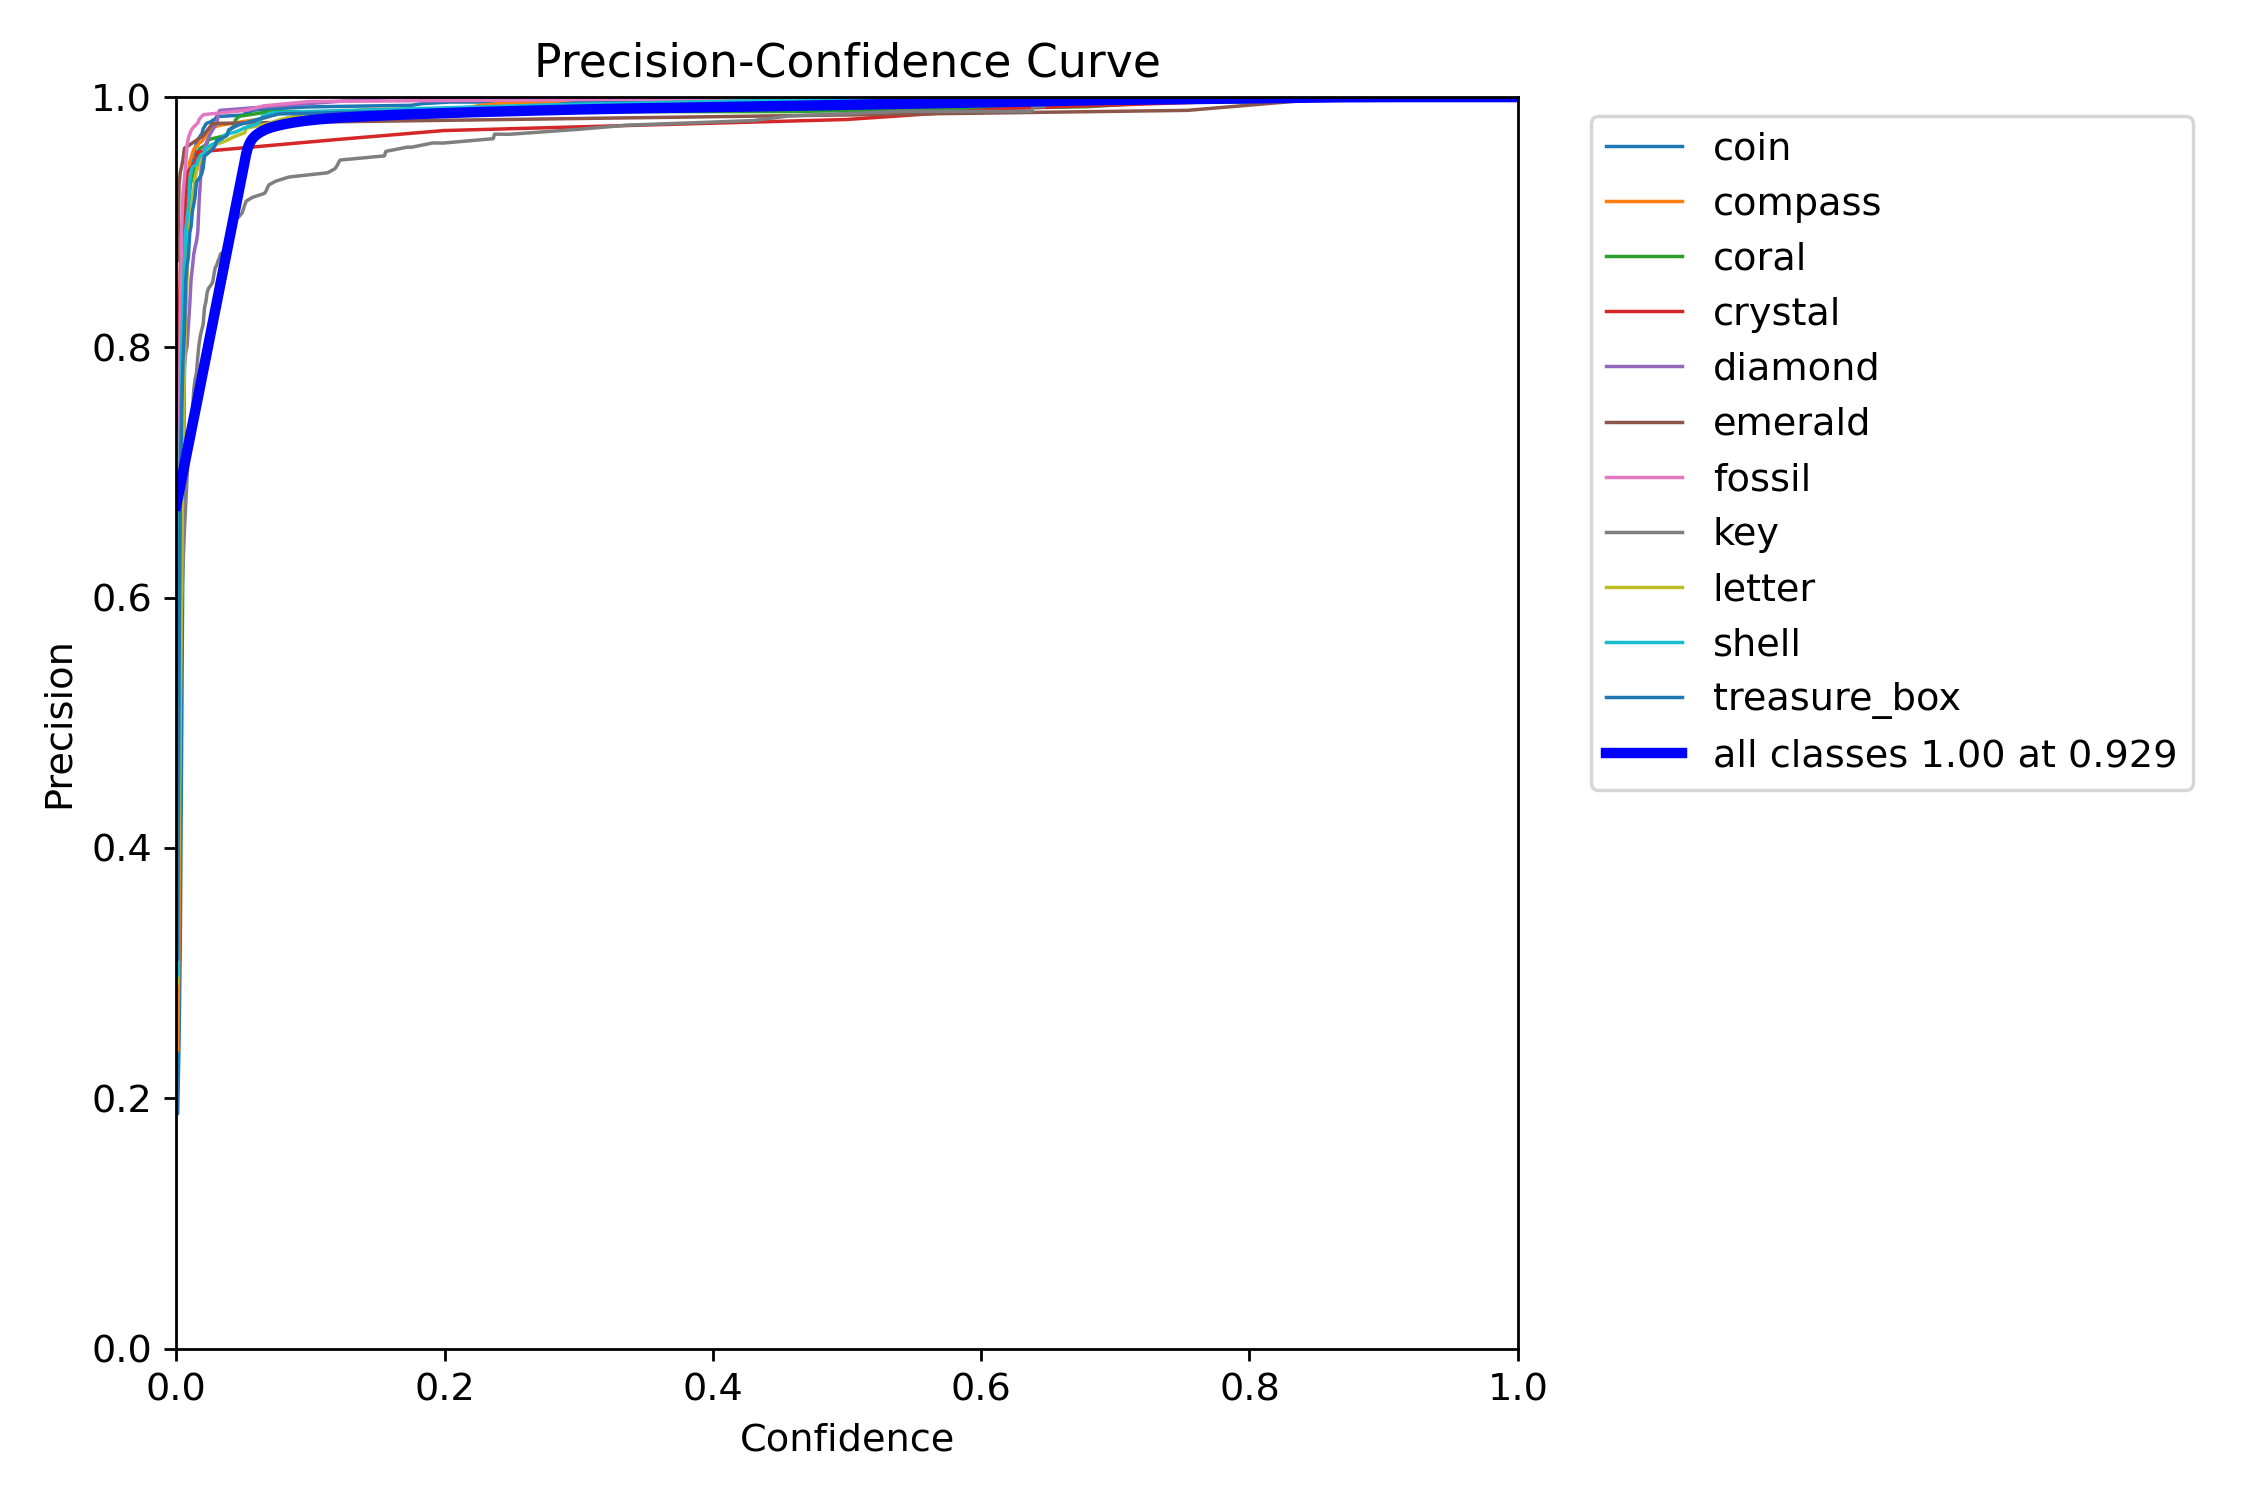 Precision-Confidence Curve
1.0
0.8
0.6
0.4
0.2
0.0
Precision
0.0 0.2 0.4 0.6 0.8 1.0
Confidence
coin
compass
coral
crystal
diamond
emerald
fossil
key
letter
shell
treasure_box
all classes 1.00 at 0.929